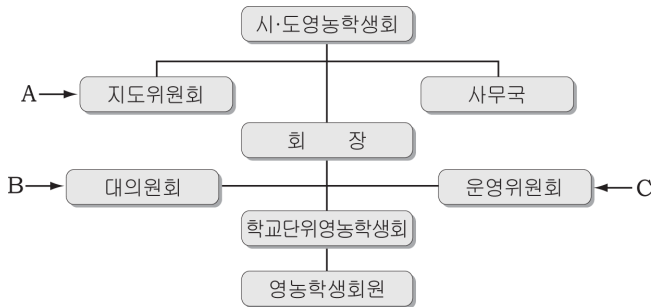 시·도영농학생회
A 지도위원회 사무국
회 장
B 대의원회 운영위원회 C
학교단위영농학생회
영농학생회원